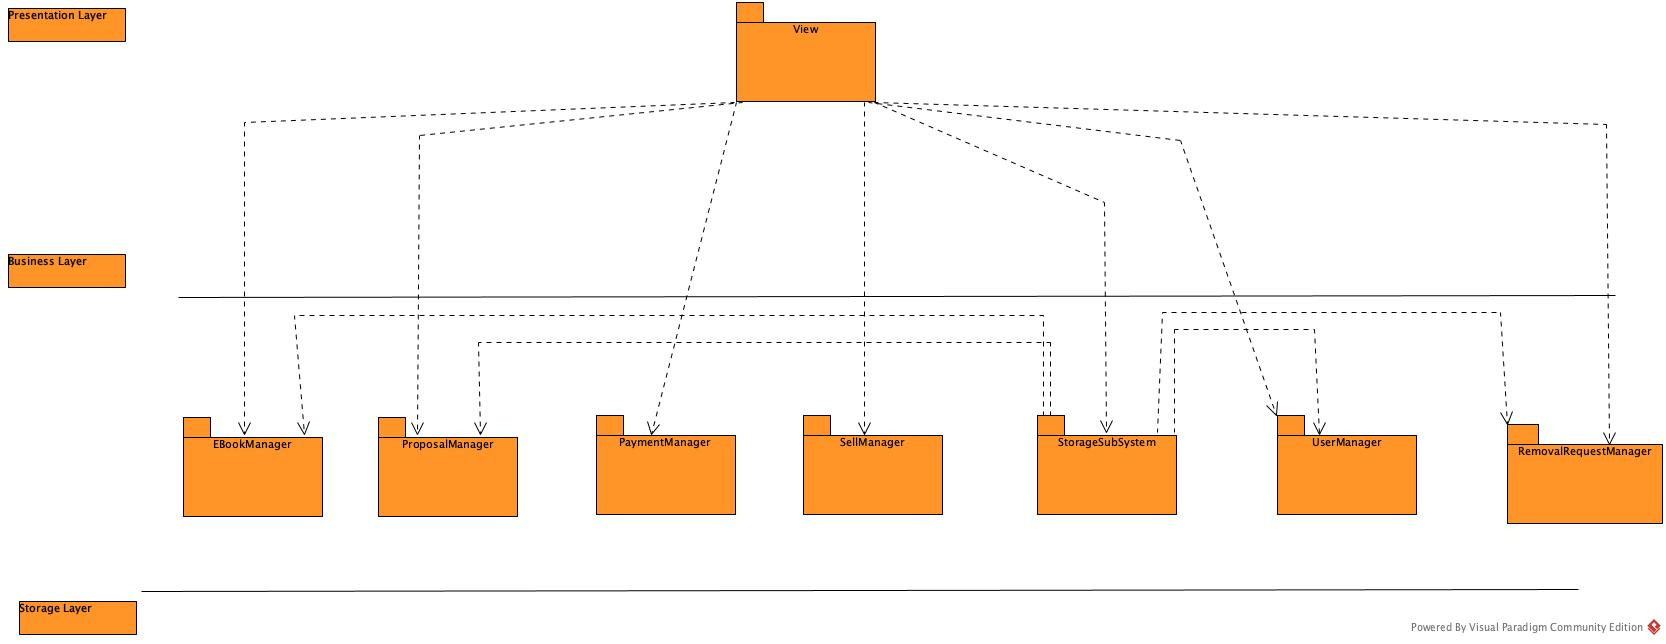 Presentation Layer
View
Business Layer
EBookManager
ProposalManager
PaymentManager
SellManager
StorageSubSystem
UserManager
RemovalRequestManager
Storage Layer
Powered By Visual Paradigm Community Edition